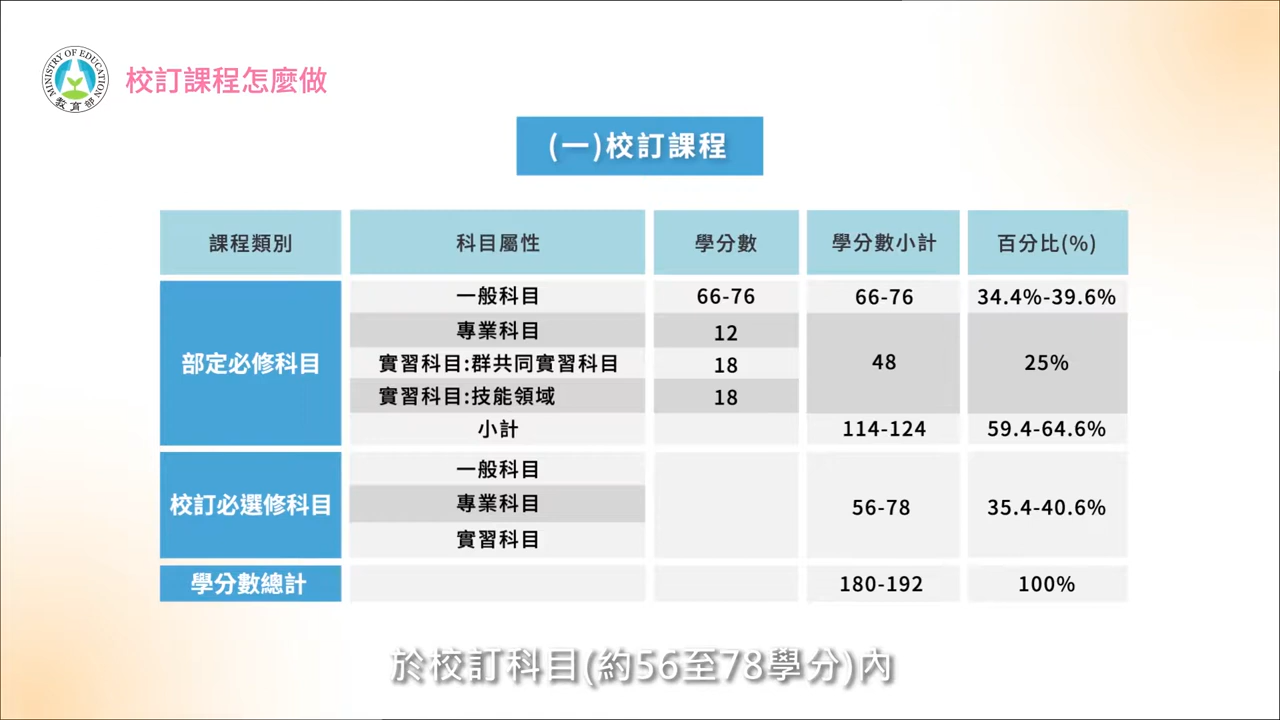 MINISTRY OF EDUCATION
教育部
校訂課程怎麼做
(一)校訂課程
課程類別 科目屬性 學分數 學分數小計 百分比(%)
部定必修科目
一般科目 66-76 66-76 34.4%-39.6%
專業科目 12
實習科目:群共同實習科目 18
48 25%
實習科目:技能領域 18
小計 114-124 59.4-64.6%
校訂必選修科目
一般科目
專業科目
56-78 35.4-40.6%
實習科目
學分數總計 180-192 100%
於校訂科目(約56至78學分)內